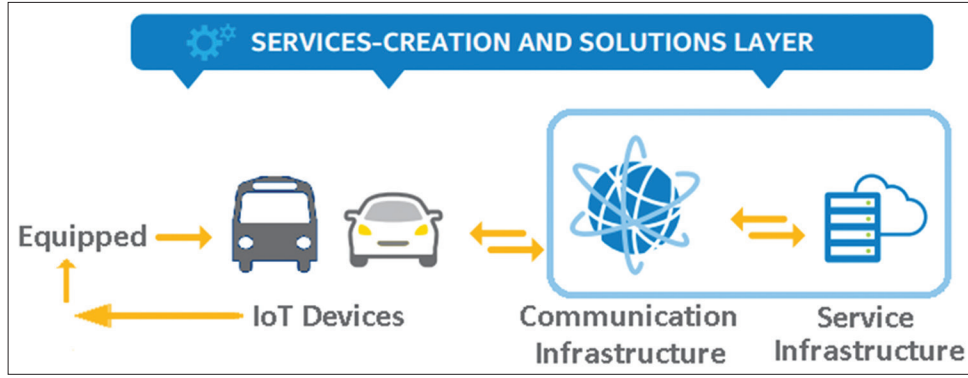 SERVICES-CREATION AND SOLUTIONS LAYER
Equipped
IoT Devices
Communication
Infrastructure
Service
Infrastructure